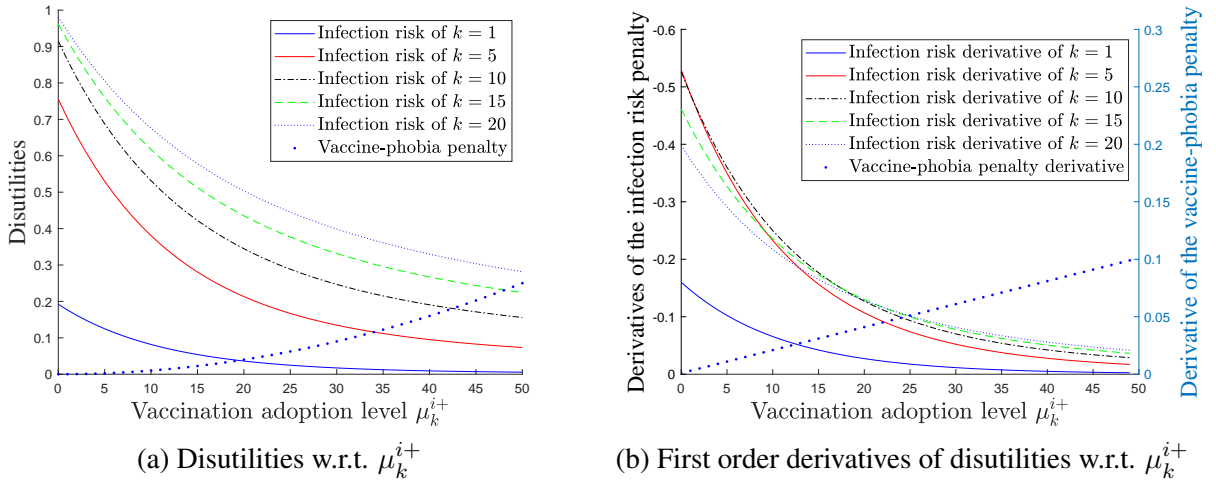 Disutilities
1
0.9
0.8
0.7
0.6
0.5
0.4
0.3
0.2
0.1
0
0 5 10 15 20 25 30 35 40 45 50
Infection risk of k = 1
Infection risk of k = 5
Infection risk of k = 10
Infection risk of k = 15
Infection risk of k = 20
Vaccine-phobia penalty
Vaccination adoption level μ_k^{i+}
(a) Disutilities w.r.t. μ_k^{i+}
Derivatives of the infection risk penalty
-0.6
-0.5
-0.4
-0.3
-0.2
-0.1
0
0 5 10 15 20 25 30 35 40 45 50
Infection risk derivative of k = 1
Infection risk derivative of k = 5
Infection risk derivative of k = 10
Infection risk derivative of k = 15
Infection risk derivative of k = 20
Vaccine-phobia penalty derivative
0.3
0.25
0.2
0.15
0.1
0.05
0
Derivative of the vaccine-phobia penalty
Vaccination adoption level μ_k^{i+}
(b) First order derivatives of disutilities w.r.t. μ_k^{i+}